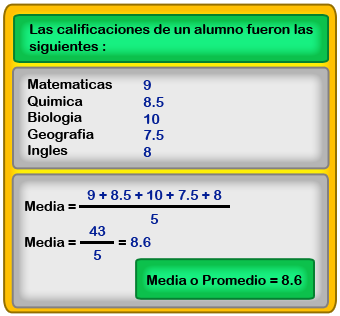 Las calificaciones de un alumno fueron las
siguientes :
Matematicas 9
Quimica 8.5
Biologia 10
Geografia 7.5
Ingles 8
Media = 9 + 8.5 + 10 + 7.5 + 8
5
Media = 43 = 8.6
5
Media o Promedio = 8.6